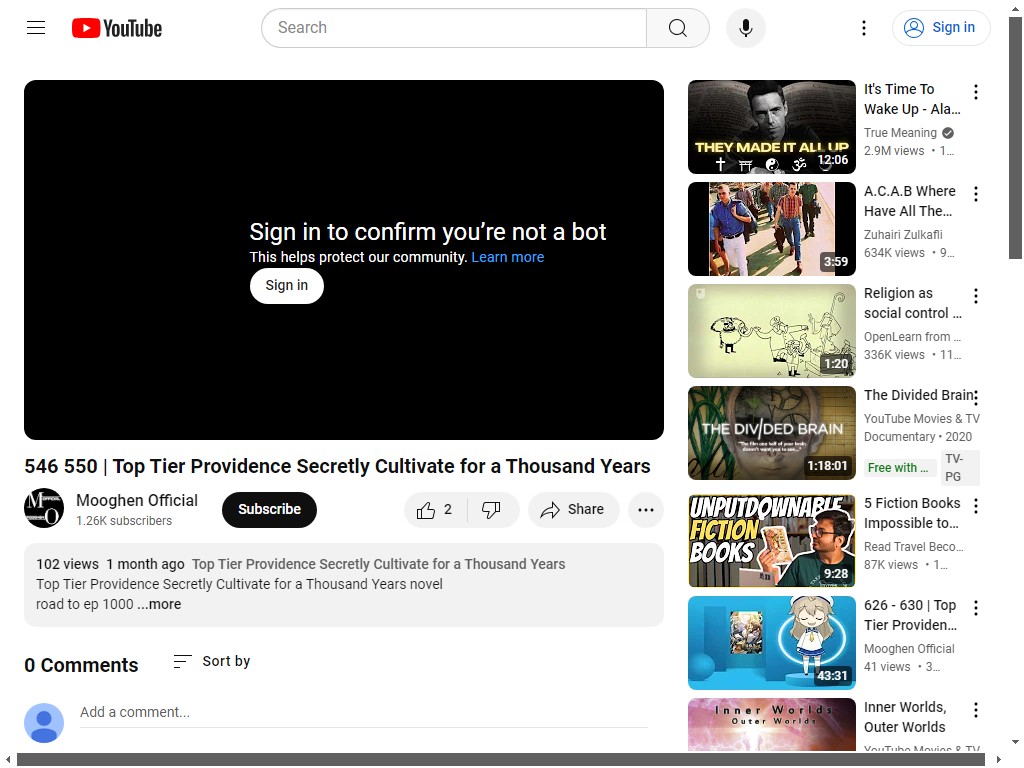 YouTube
Search
Sign in
Sign in to confirm you’re not a bot
This helps protect our community. Learn more
Sign in
546 550 | Top Tier Providence Secretly Cultivate for a Thousand Years
Mooghen Official
1.26K subscribers
Subscribe
2
Share
102 views 1 month ago Top Tier Providence Secretly Cultivate for a Thousand Years
Top Tier Providence Secretly Cultivate for a Thousand Years novel
road to ep 1000 ...more
0 Comments
Sort by
Add a comment...
THEY MADE IT ALL UP
12:06
It's Time To
Wake Up - Ala...
True Meaning
2.9M views • 1...
3:59
A.C.A.B Where
Have All The...
Zuhairi Zulkafli
634K views • 9...
1:20
Religion as
social control ...
OpenLearn from ...
336K views • 11...
THE DIVIDED BRAIN
1:18:01
The Divided Brain
YouTube Movies & TV
Documentary • 2020
Free with ...
TV-
PG
UNPUTDOWNABLE
FICTION
BOOKS
9:28
5 Fiction Books
Impossible to...
Read Travel Beco...
87K views • 1...
43:31
626 - 630 | Top
Tier Providen...
Mooghen Official
41 views • 3...
Inner Worlds
Outer Worlds
Inner Worlds,
Outer Worlds
YouTube Movies & TV